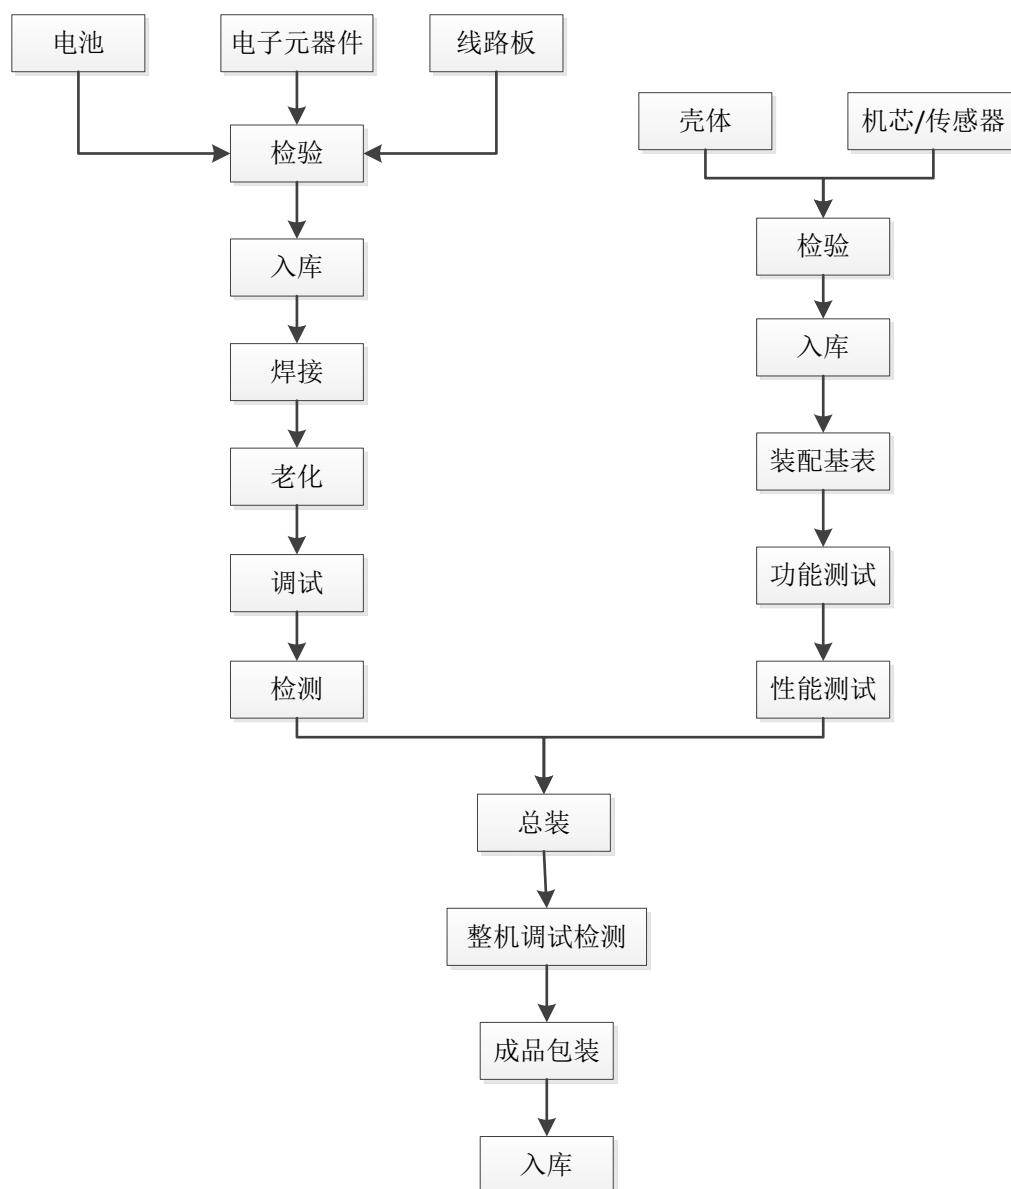 电池
电子元器件
线路板
检验
入库
焊接
老化
调试
检测
壳体
机芯/传感器
检验
入库
装配基表
功能测试
性能测试
总装
整机调试检测
成品包装
入库